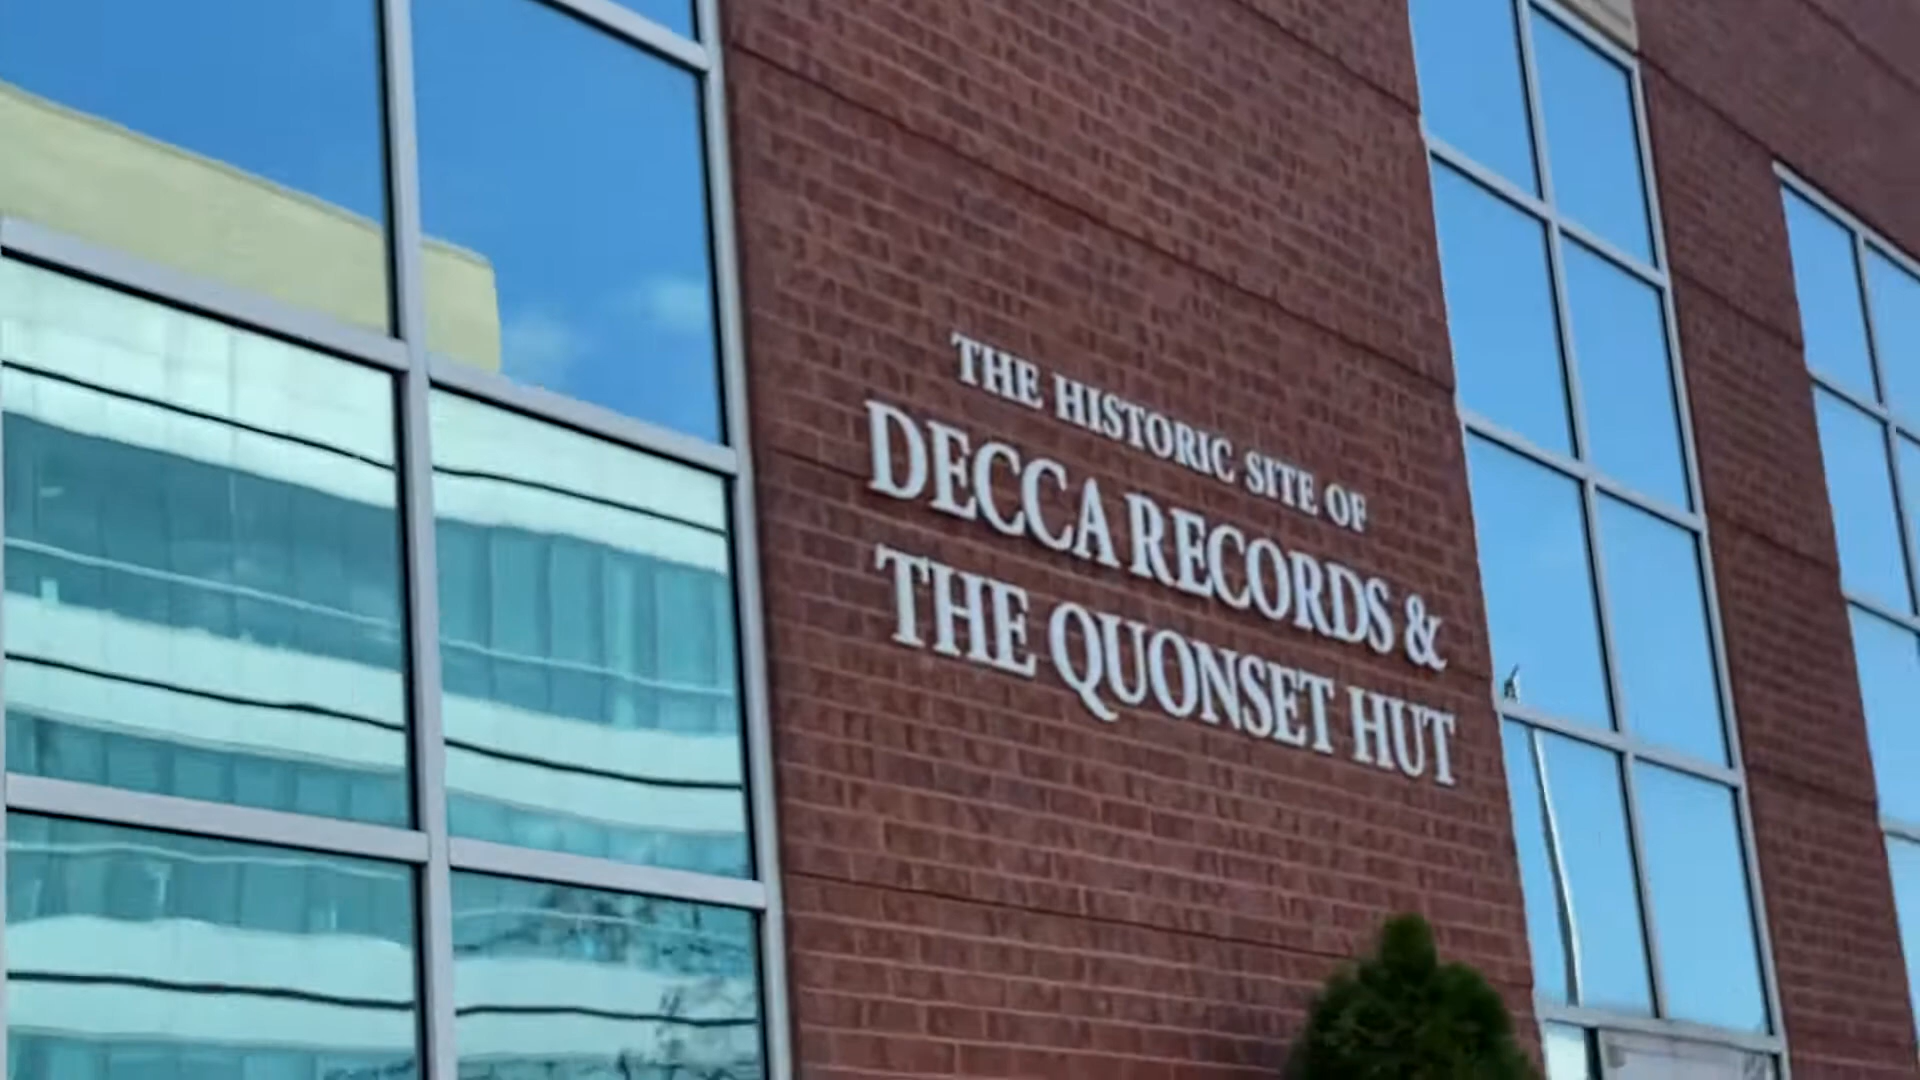 THE HISTORIC SITE OF
DECCA RECORDS &
THE QUONSET HUT